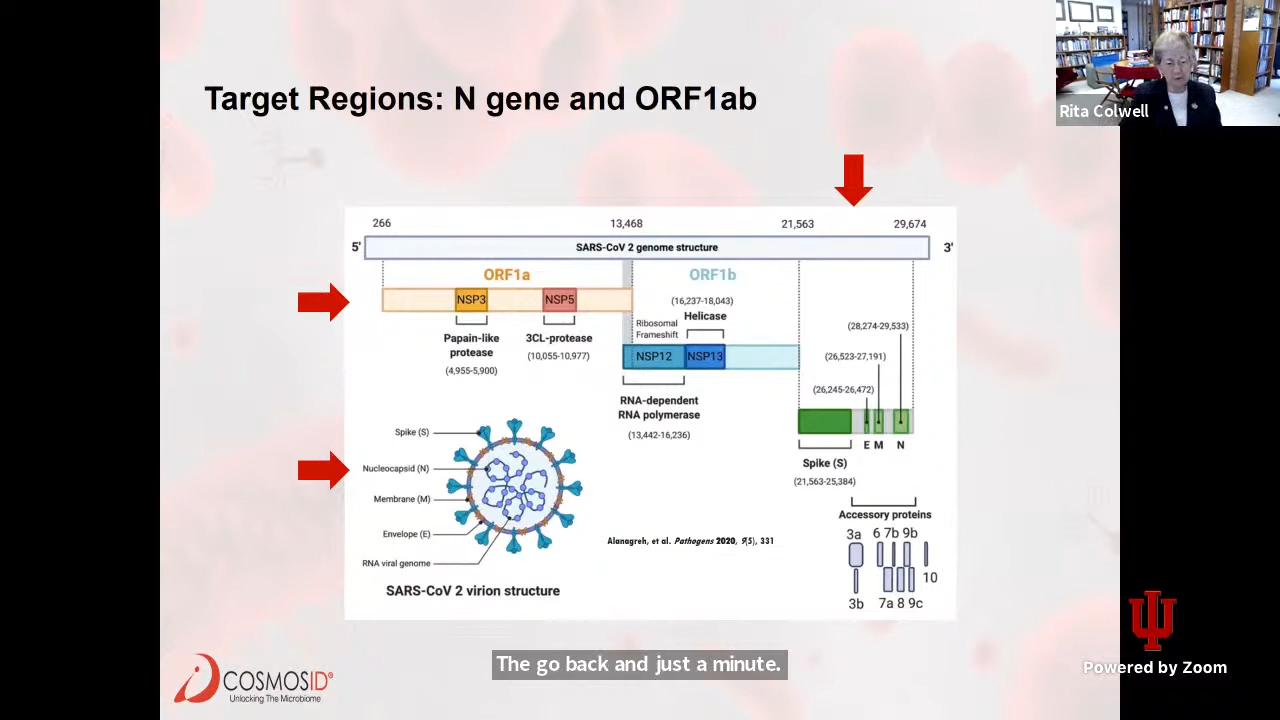 Target Regions: N gene and ORF1ab
Rita Colwell
266
13,468
21,563
29,674
5'
SARS-CoV 2 genome structure
3'
ORF1a
ORF1b
NSP3
NSP5
(16,237-18,043)
Helicase
Ribosomal
Frameshift
Papain-like
protease
(4,955-5,900)
3CL-protease
(10,055-10,977)
NSP12
NSP13
(28,274-29,533)
(26,523-27,191)
(26,245-26,472)
RNA-dependent
RNA polymerase
(13,442-16,236)
E M N
Spike (S)
(21,563-25,384)
Spike (S)
Nucleocapsid (N)
Membrane (M)
Envelope (E)
RNA viral genome
SARS-CoV 2 virion structure
Alanagreh, et al. Pathogens 2020, 9(5), 331
Accessory proteins
3a 6 7b 9b
10
3b 7a 8 9c
COSMOSID®
Unlocking The Microbiome
The go back and just a minute.
Powered by Zoom